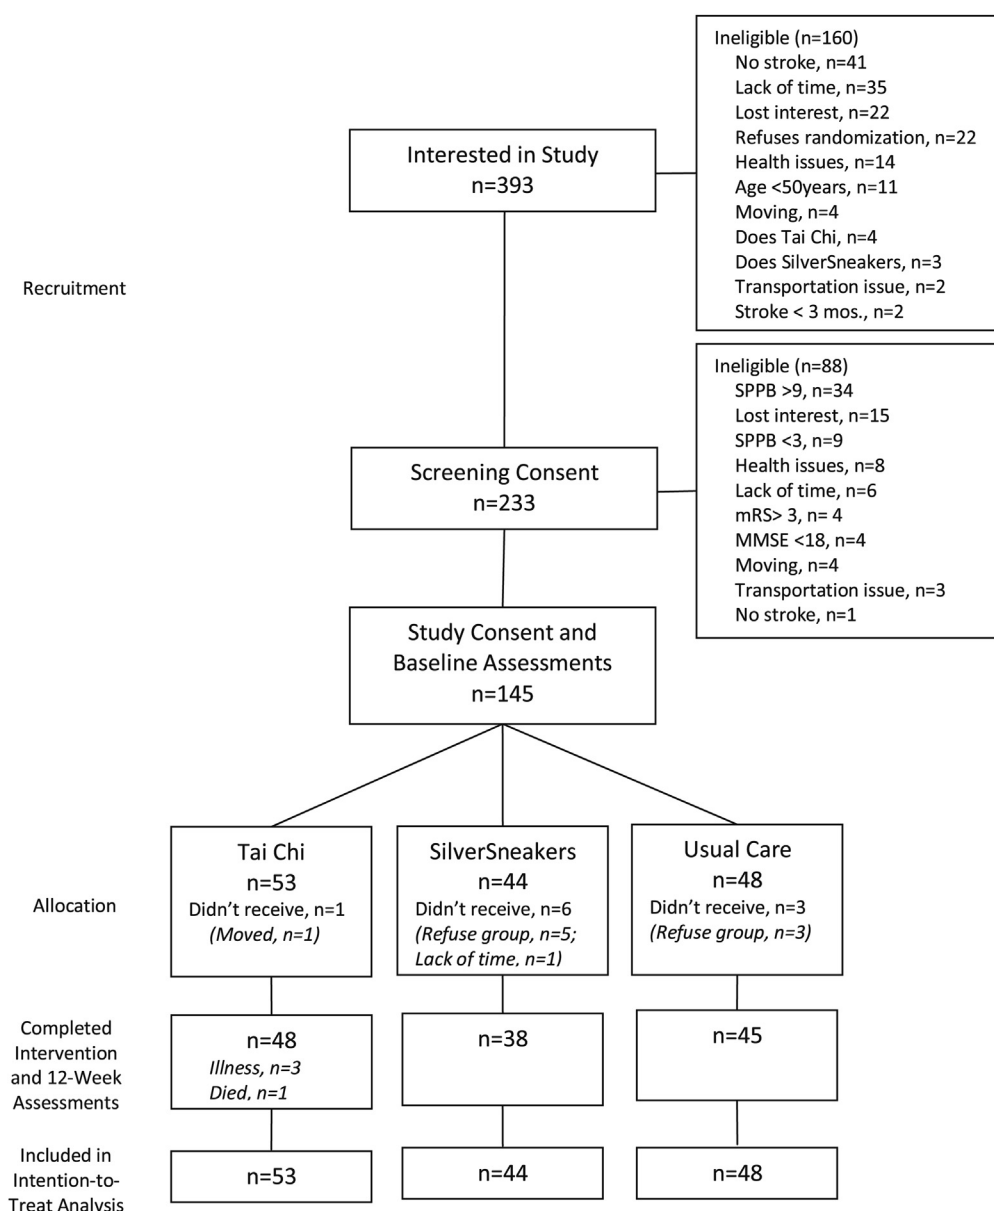 Ineligible (n=160)
No stroke, n=41
Lack of time, n=35
Lost interest, n=22
Refuses randomization, n=22
Health issues, n=14
Age <50years, n=11
Moving, n=4
Does Tai Chi, n=4
Does SilverSneakers, n=3
Transportation issue, n=2
Stroke < 3 mos., n=2
Interested in Study
n=393
Recruitment
Ineligible (n=88)
SPPB >9, n=34
Lost interest, n=15
SPPB <3, n=9
Health issues, n=8
Lack of time, n=6
mRS> 3, n= 4
MMSE <18, n=4
Moving, n=4
Transportation issue, n=3
No stroke, n=1
Screening Consent
n=233
Study Consent and
Baseline Assessments
n=145
Allocation
Tai Chi
n=53
Didn’t receive, n=1
(Moved, n=1)
SilverSneakers
n=44
Didn’t receive, n=6
(Refuse group, n=5;
Lack of time, n=1)
Usual Care
n=48
Didn’t receive, n=3
(Refuse group, n=3)
Completed
Intervention
and 12-Week
Assessments
n=48
Illness, n=3
Died, n=1
n=38
n=45
Included in
Intention-to-
Treat Analysis
n=53
n=44
n=48